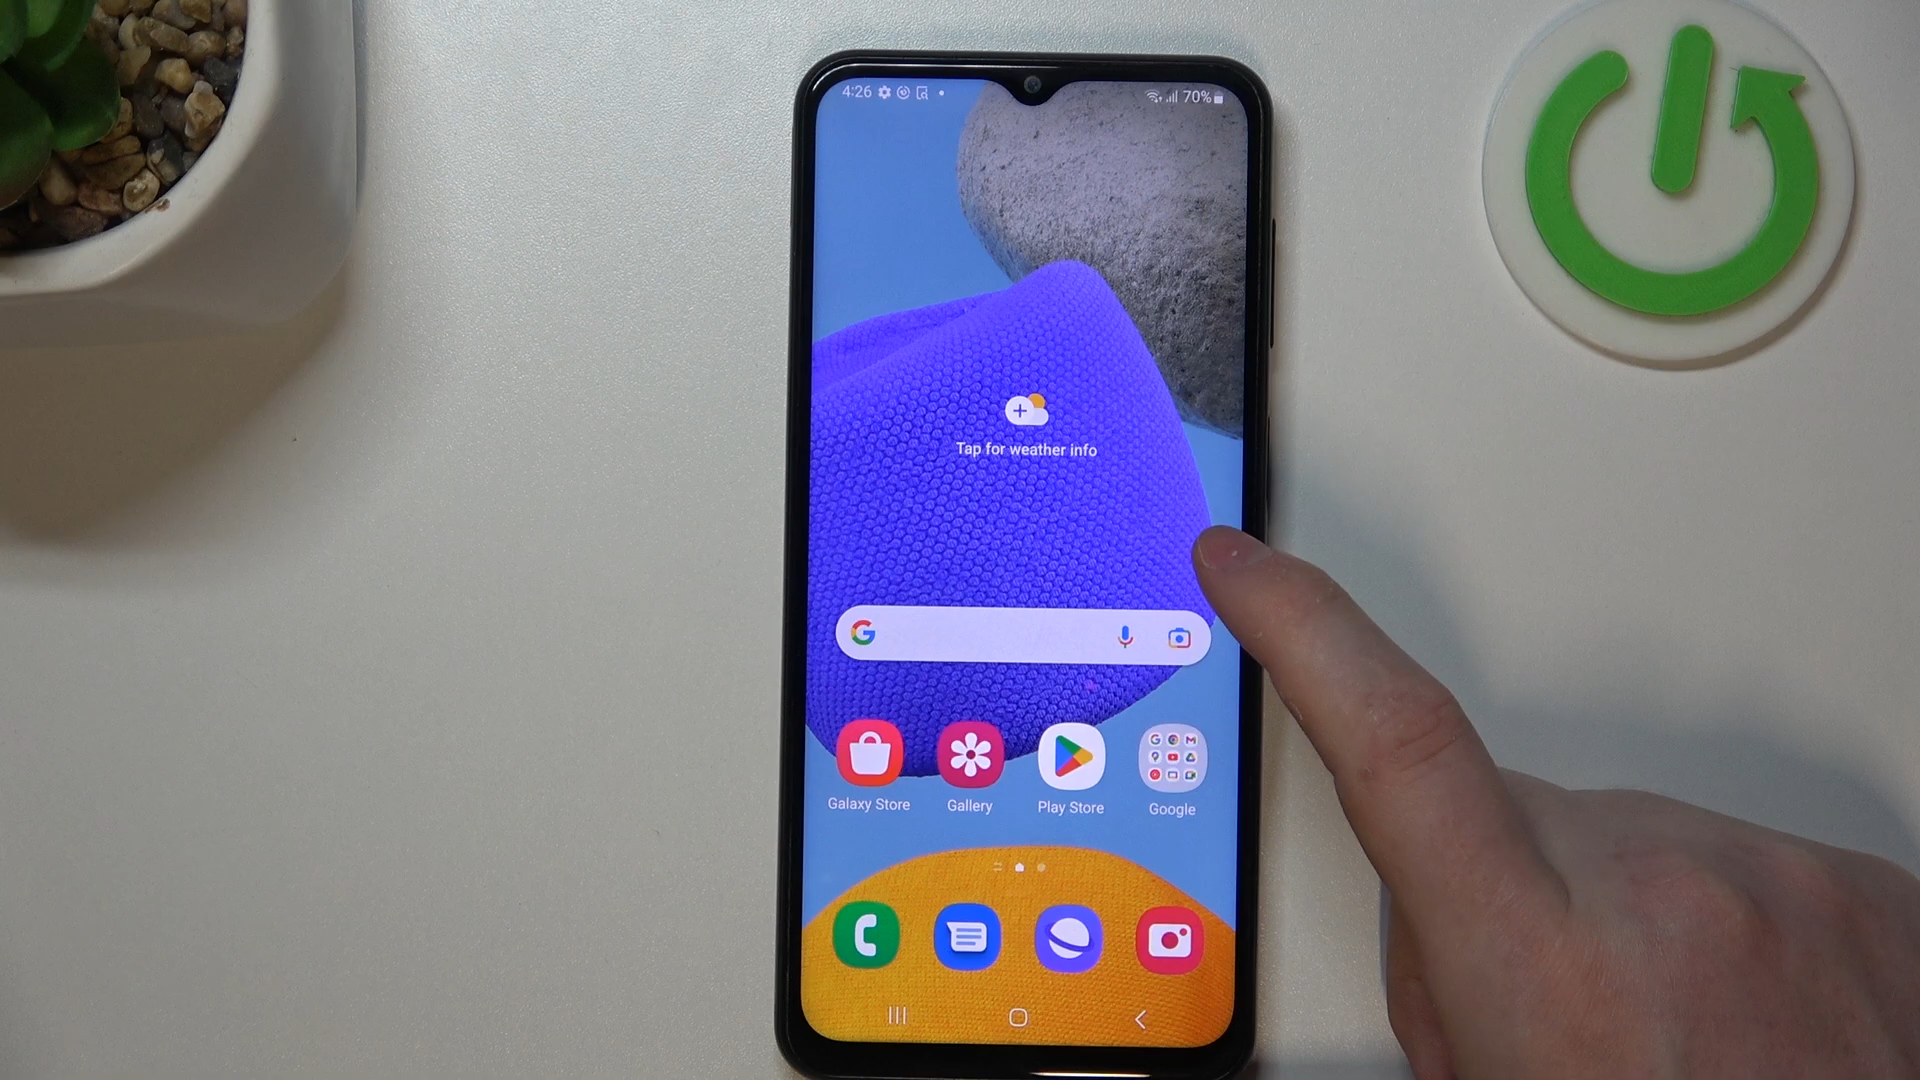 4:26
70%
Tap for weather info
Galaxy Store
Gallery
Play Store
Google